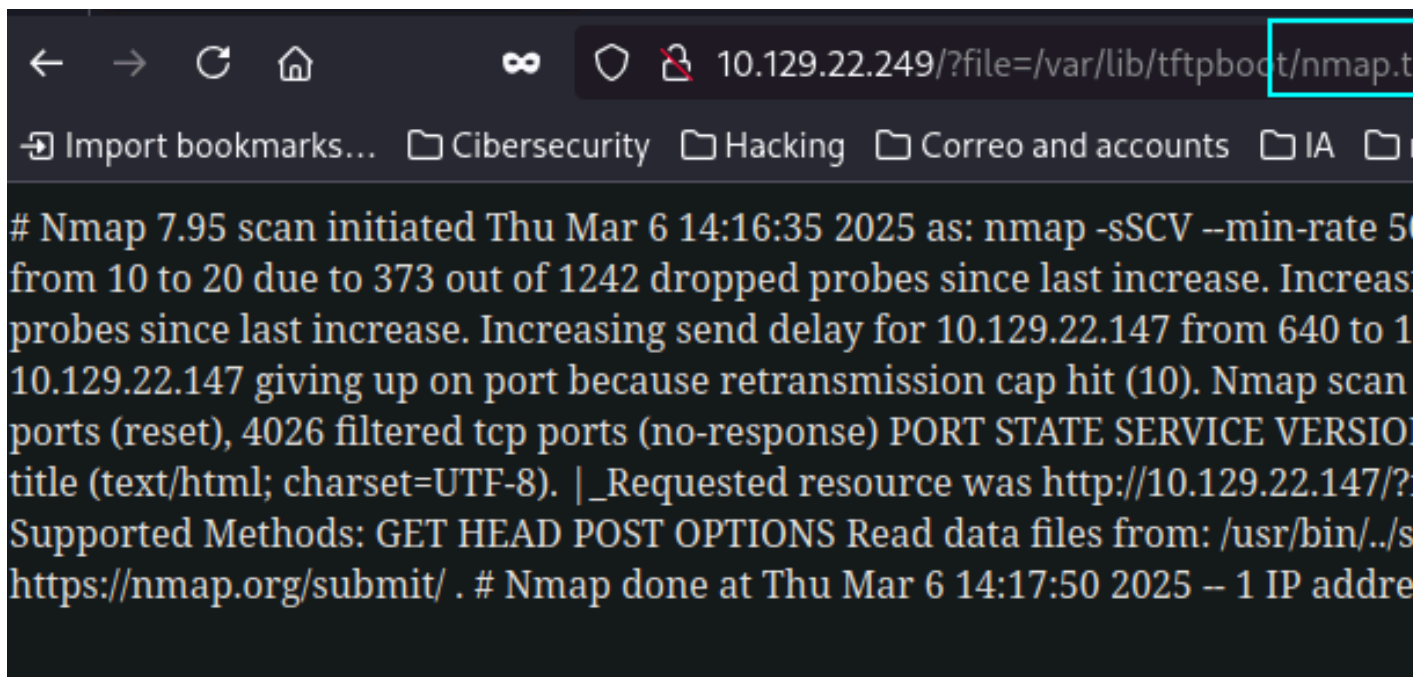 10.129.22.249/?file=/var/lib/tftpboot/nmap.t
Import bookmarks... Cibersecurity Hacking Correo and accounts IA
# Nmap 7.95 scan initiated Thu Mar 6 14:16:35 2025 as: nmap -sSCV --min-rate
from 10 to 20 due to 373 out of 1242 dropped probes since last increase.
probes since last increase. Increasing send delay for 10.129.22.147 from 640 to
10.129.22.147 giving up on port because retransmission cap hit (10). Nmap scan
ports (reset), 4026 filtered tcp ports (no-response) PORT STATE SERVICE
title (text/html; charset=UTF-8). |_Requested resource was http://10.129.22.147/?
Supported Methods: GET HEAD POST OPTIONS Read data files from: /usr/bin/../s
https://nmap.org/submit/ . # Nmap done at Thu Mar 6 14:17:50 2025 -- 1 IP